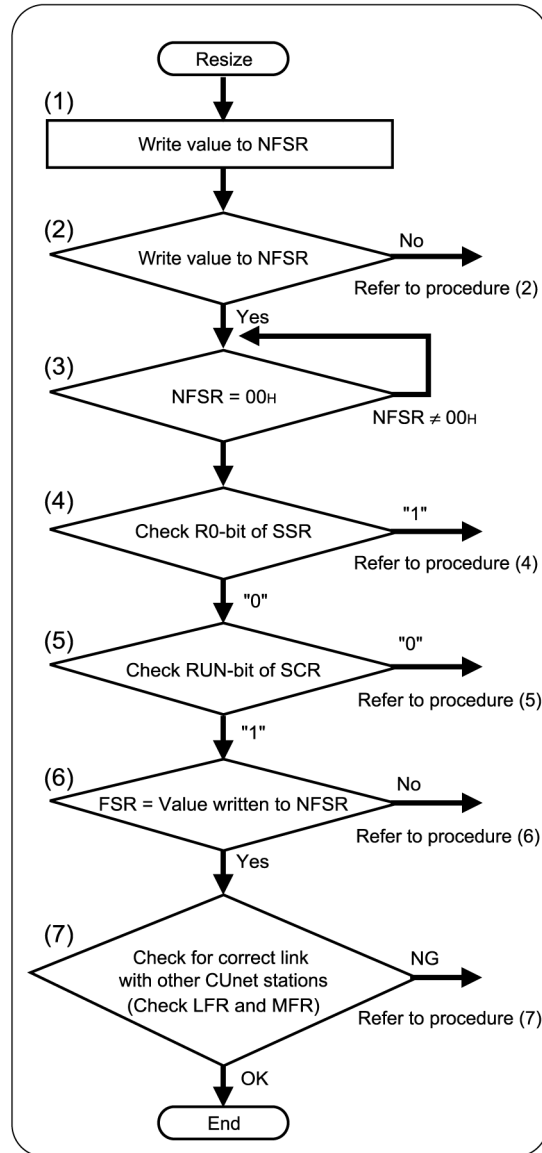 Resize
(1)
Write value to NFSR
(2)
Write value to NFSR
No
Refer to procedure (2)
Yes
(3)
NFSR = 00H
NFSR ≠ 00H
(4)
Check R0-bit of SSR
"1"
Refer to procedure (4)
"0"
(5)
Check RUN-bit of SCR
"0"
Refer to procedure (5)
"1"
(6)
FSR = Value written to NFSR
No
Refer to procedure (6)
Yes
(7)
Check for correct link
with other CUnet stations
(Check LFR and MFR)
NG
Refer to procedure (7)
OK
End